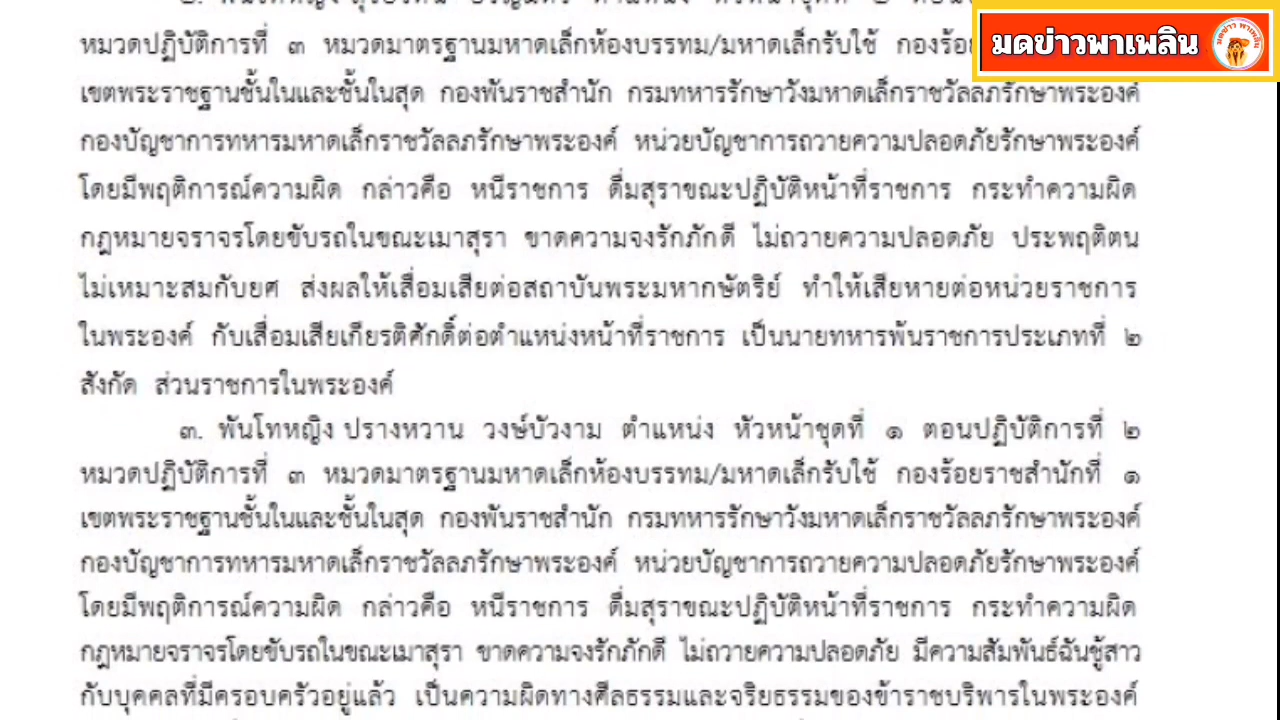 หมวดปฏิบัติการที่ ๓ หมวดมาตรฐานมหาดเล็กห้องบรรทม/มหาดเล็กรับใช้ กองร้อย
มดข่าวพาเพลิน
มดข่าว พาเพลิน
เขตพระราชฐานชั้นในและชั้นในสุด กองพันราชสำนัก กรมทหารรักษาวังมหาดเล็กราชวัลลภรักษาพระองค์
กองบัญชาการทหารมหาดเล็กราชวัลลภรักษาพระองค์ หน่วยบัญชาการถวายความปลอดภัยรักษาพระองค์
โดยมีพฤติการณ์ความผิด กล่าวคือ หนีราชการ ดื่มสุราขณะปฏิบัติหน้าที่ราชการ กระทำความผิด
กฎหมายจราจรโดยขับรถในขณะเมาสุรา ขาดความจงรักภักดี ไม่ถวายความปลอดภัย ประพฤติตน
ไม่เหมาะสมกับยศ ส่งผลให้เสื่อมเสียต่อสถาบันพระมหากษัตริย์ ทำให้เสียหายต่อหน่วยราชการ
ในพระองค์ กับเสื่อมเสียเกียรติศักดิ์ต่อตำแหน่งหน้าที่ราชการ เป็นนายทหารพ้นราชการประเภทที่ ๒
สังกัด ส่วนราชการในพระองค์
๓. พันโทหญิง ปรางหวาน วงษ์บัวงาม ตำแหน่ง หัวหน้าชุดที่ ๑ ตอนปฏิบัติการที่ ๒
หมวดปฏิบัติการที่ ๓ หมวดมาตรฐานมหาดเล็กห้องบรรทม/มหาดเล็กรับใช้ กองร้อยราชสำนักที่ ๑
เขตพระราชฐานชั้นในและชั้นในสุด กองพันราชสำนัก กรมทหารรักษาวังมหาดเล็กราชวัลลภรักษาพระองค์
กองบัญชาการทหารมหาดเล็กราชวัลลภรักษาพระองค์ หน่วยบัญชาการถวายความปลอดภัยรักษาพระองค์
โดยมีพฤติการณ์ความผิด กล่าวคือ หนีราชการ ดื่มสุราขณะปฏิบัติหน้าที่ราชการ กระทำความผิด
กฎหมายจราจรโดยขับรถในขณะเมาสุรา ขาดความจงรักภักดี ไม่ถวายความปลอดภัย มีความสัมพันธ์ฉันชู้สาว
กับบุคคลที่มีครอบครัวอยู่แล้ว เป็นความผิดทางศีลธรรมและจริยธรรมของข้าราชบริพารในพระองค์